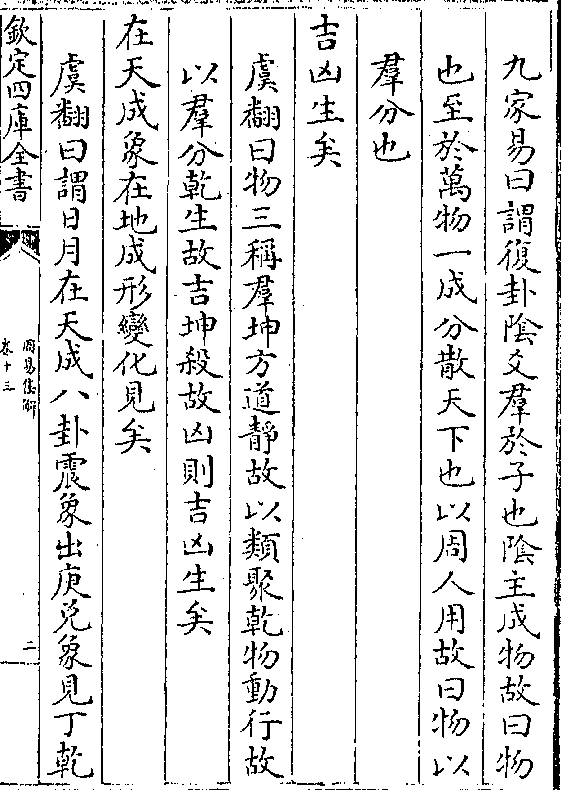 九家易曰謂復卦陰爻羣於子也陰主成物故曰物
也至於萬物一成分散天下也以周人用故曰物以
羣分也
吉凶生矣
虞翻曰物三稱羣坤方道靜故以類聚乾物動行故
以羣分乾生故吉坤殺故凶則吉凶生矣
在天成象在地成形變化見矣
虞翻曰謂日月在天成八卦震象出庚兑象見丁乾
欽定四庫全書
周易集解
卷十三
二